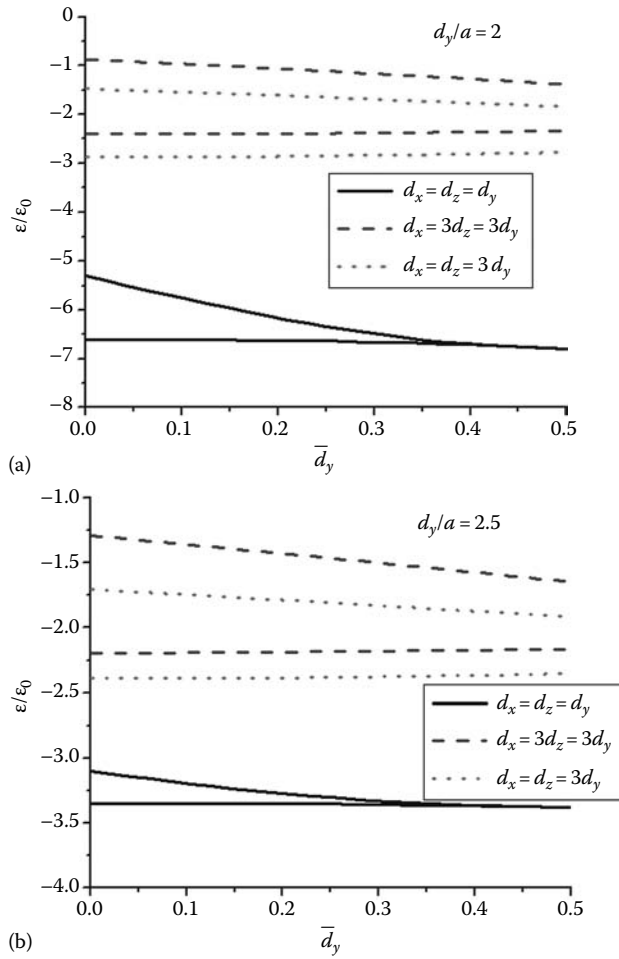 0
d_y/a = 2
−1
−2
−3
ε/ε_0
d_x = d_z = d_y
−4
d_x = 3d_z = 3d_y
−5
d_x = d_z = 3 d_y
−6
−7
−8
0.0 0.1 0.2 0.3 0.4 0.5
(a)
d̅_y
−1.0
d_y/a = 2.5
−1.5
−2.0
ε/ε_0
−2.5
d_x = d_z = d_y
−3.0
d_x = 3d_z = 3d_y
d_x = d_z = 3d_y
−3.5
−4.0
0.0 0.1 0.2 0.3 0.4 0.5
(b)
d̅_y